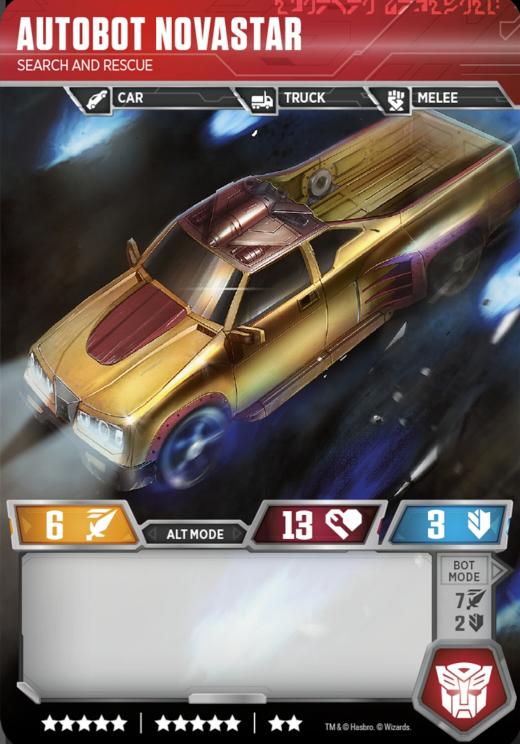 AUTOBOT NOVASTAR
SEARCH AND RESCUE
CAR
TRUCK
MELEE
6
ALT MODE
13
3
BOT
MODE
7
2
TM & © Hasbro. © Wizards.